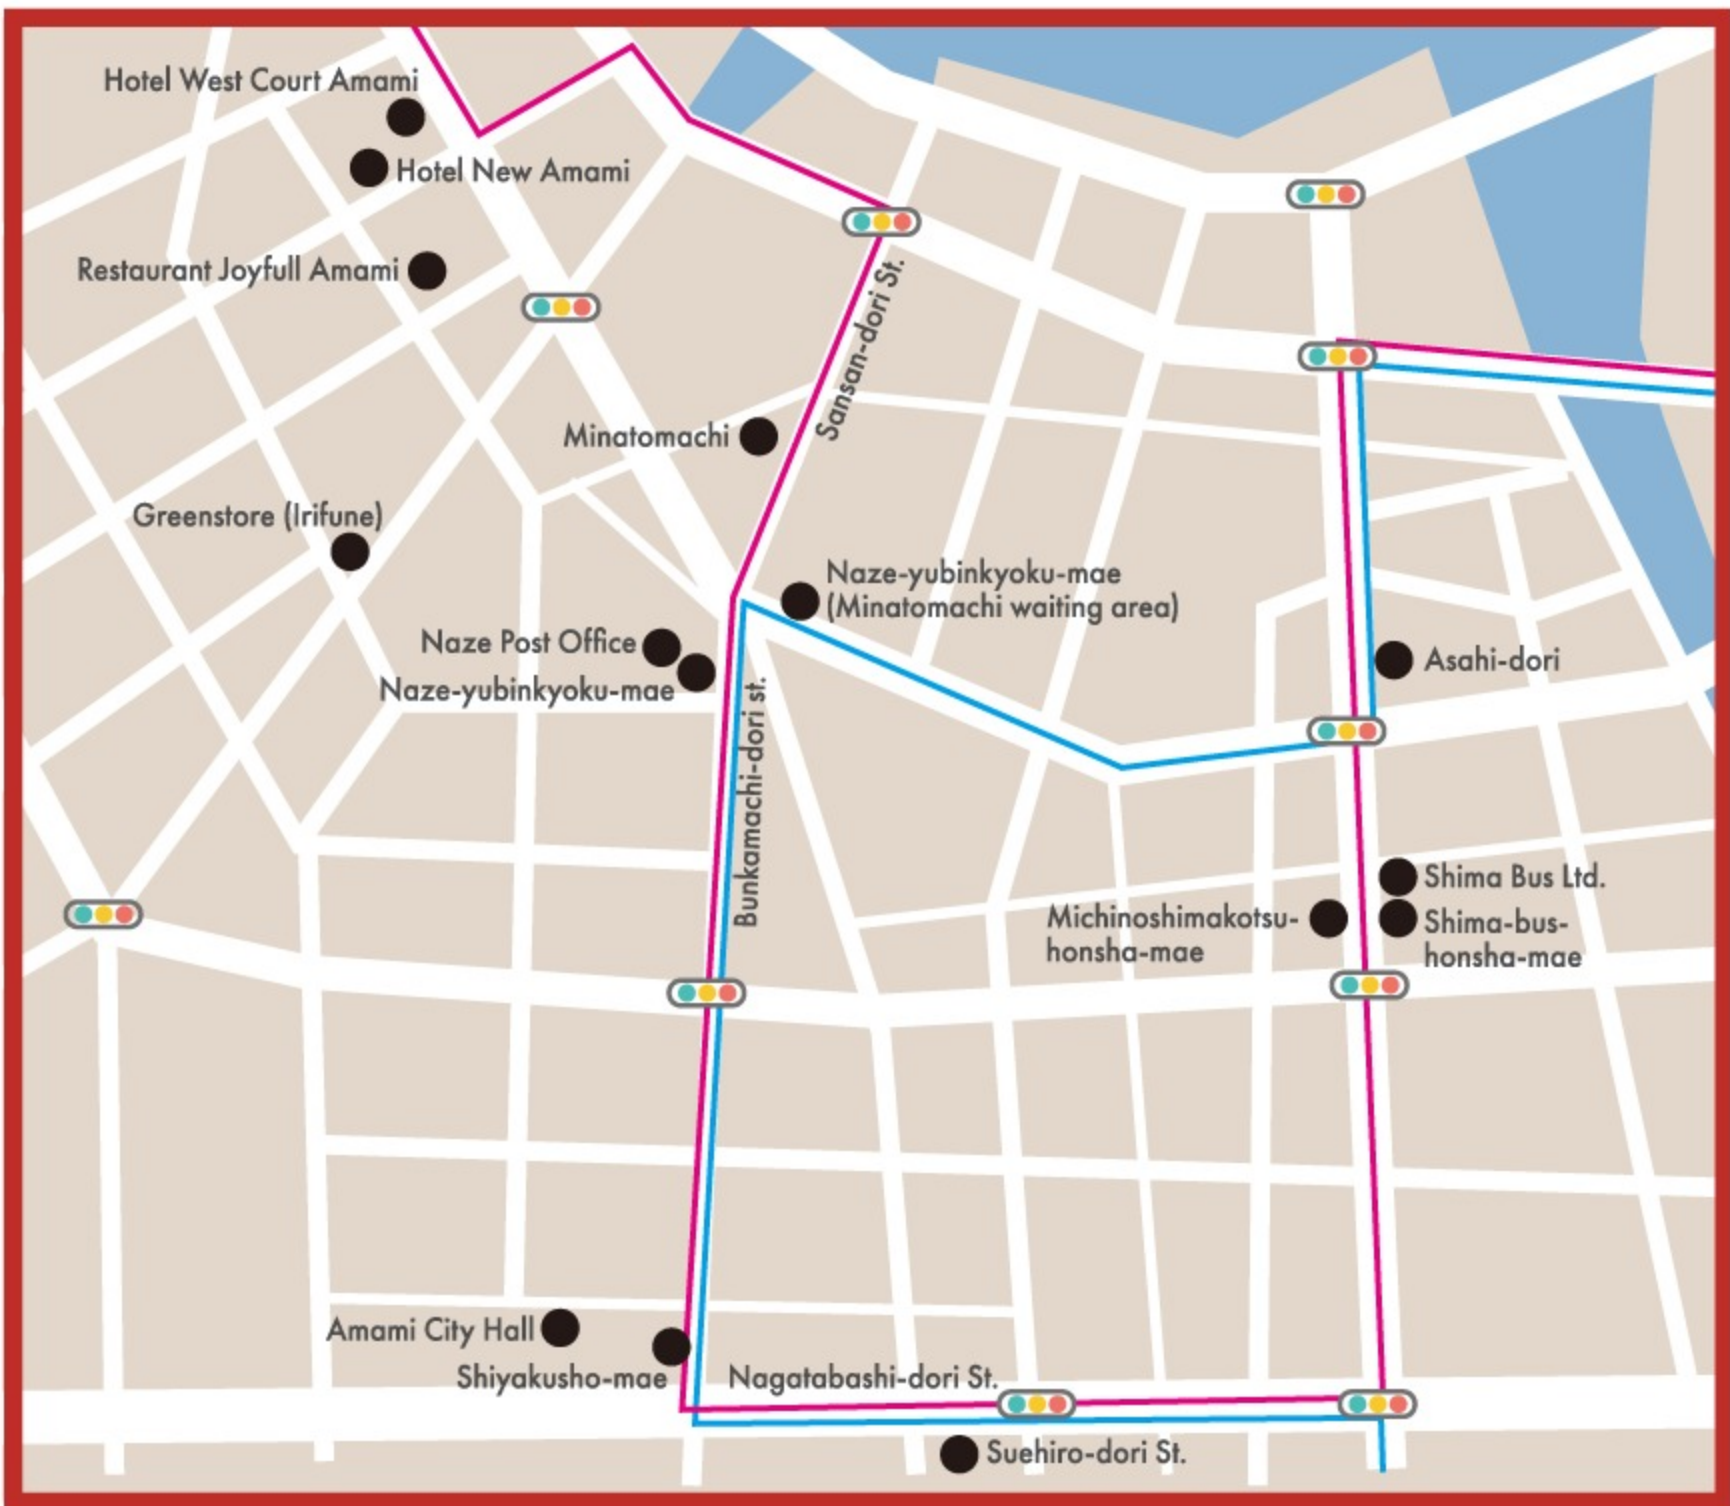 Hotel West Court Amami
Hotel New Amami
Restaurant Joyfull Amami
Sansan-dori St.
Minatomachi
Greenstore (Irifune)
Naze-yubinkyoku-mae
(Minatomachi waiting area)
Naze Post Office
Naze-yubinkyoku-mae
Asahi-dori
Bunkamachi-dori st.
Shima Bus Ltd.
Michinoshimakotsu-
honsha-mae
Shima-bus-
honsha-mae
Amami City Hall
Shiyakusho-mae
Nagatabashi-dori St.
Suehiro-dori St.